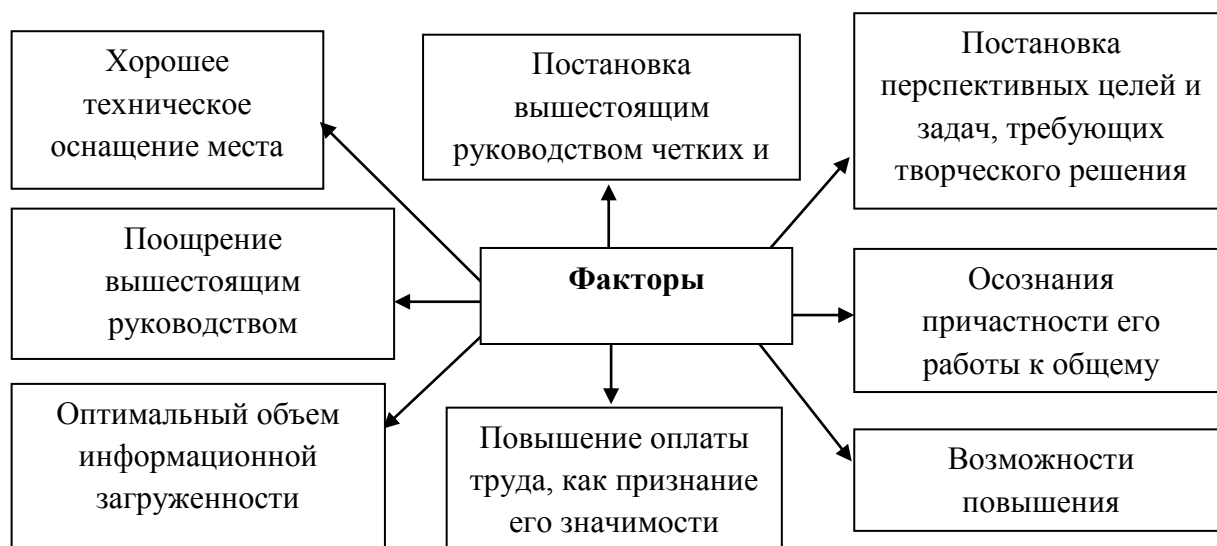 Хорошее
техническое
оснащение места
Постановка
вышестоящим
руководством четких и
Постановка
перспективных целей и
задач, требующих
творческого решения
Поощрение
вышестоящим
руководством
Факторы
Осознания
причастности его
работы к общему
Оптимальный объем
информационной
загруженности
Повышение оплаты
труда, как признание
его значимости
Возможности
повышения